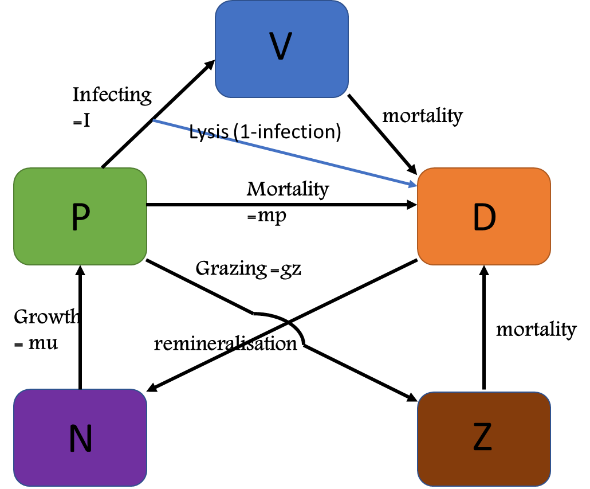 V
Infecting
=I
mortality
Lysis (1-infection)
P
Mortality
=mp
D
Grazing =gz
Growth
= mu
remineralisation
mortality
N
Z